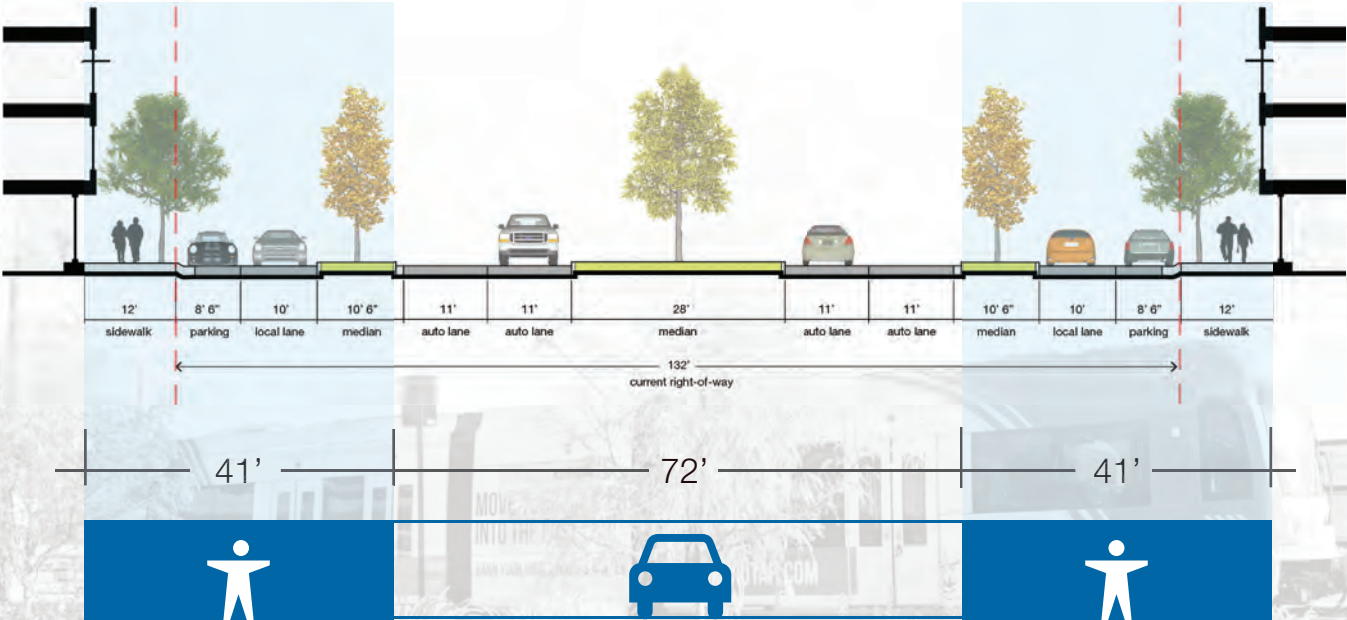 12' 8' 6" 10' 10' 6" 11' 11' 28' 11' 11' 10' 6" 10' 8' 6" 12'
sidewalk parking local lane median auto lane auto lane median auto lane auto lane median local lane parking sidewalk
132'
current right-of-way
41’ 72’ 41’
MOVE
INTO THE